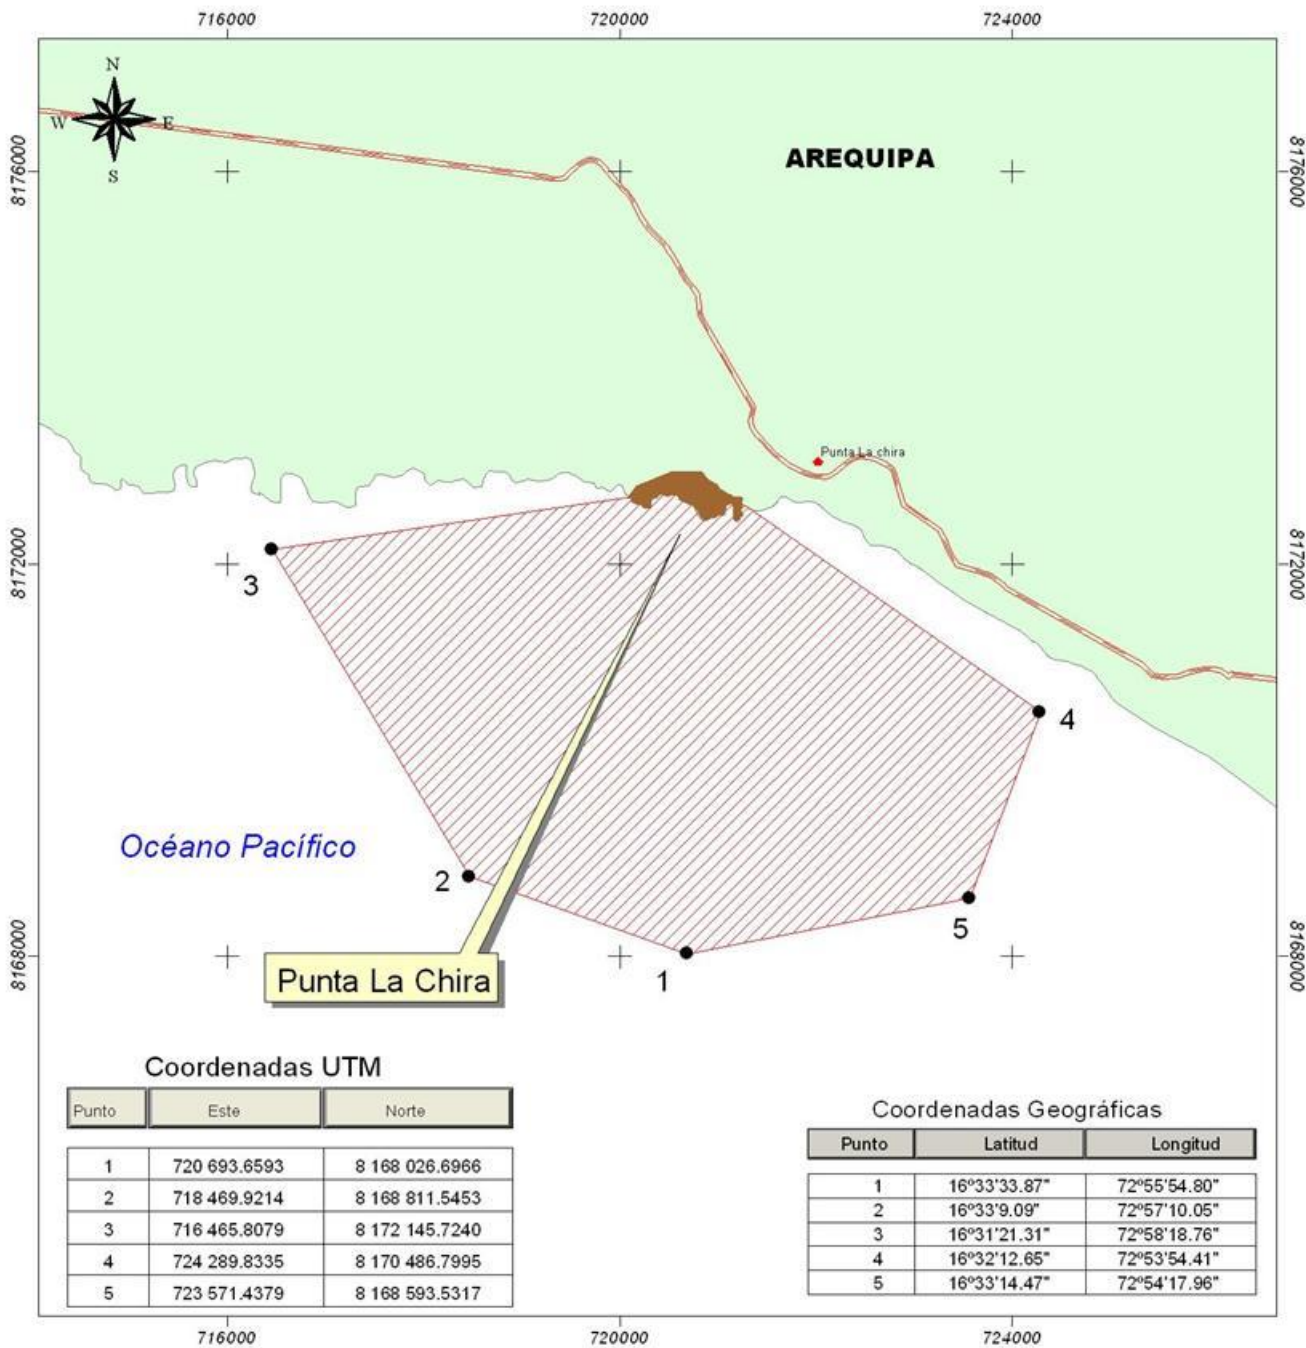 716000 720000 724000
N
W E
S
8176000
AREQUIPA
8176000
Punta La chira
8172000
3
8172000
4
Océano Pacífico
2
5
8168000
1
8168000
Punta La Chira
Coordenadas UTM
Punto Este Norte
1 720 693.6593 8 168 026.6966
2 718 469.9214 8 168 811.5453
3 716 465.8079 8 172 145.7240
4 724 289.8335 8 170 486.7995
5 723 571.4379 8 168 593.5317
Coordenadas Geográficas
Punto Latitud Longitud
1 16º33'33.87" 72º55'54.80"
2 16º33'9.09" 72º57'10.05"
3 16º31'21.31" 72º58'18.76"
4 16º32'12.65" 72º53'54.41"
5 16º33'14.47" 72º54'17.96"
716000 720000 724000